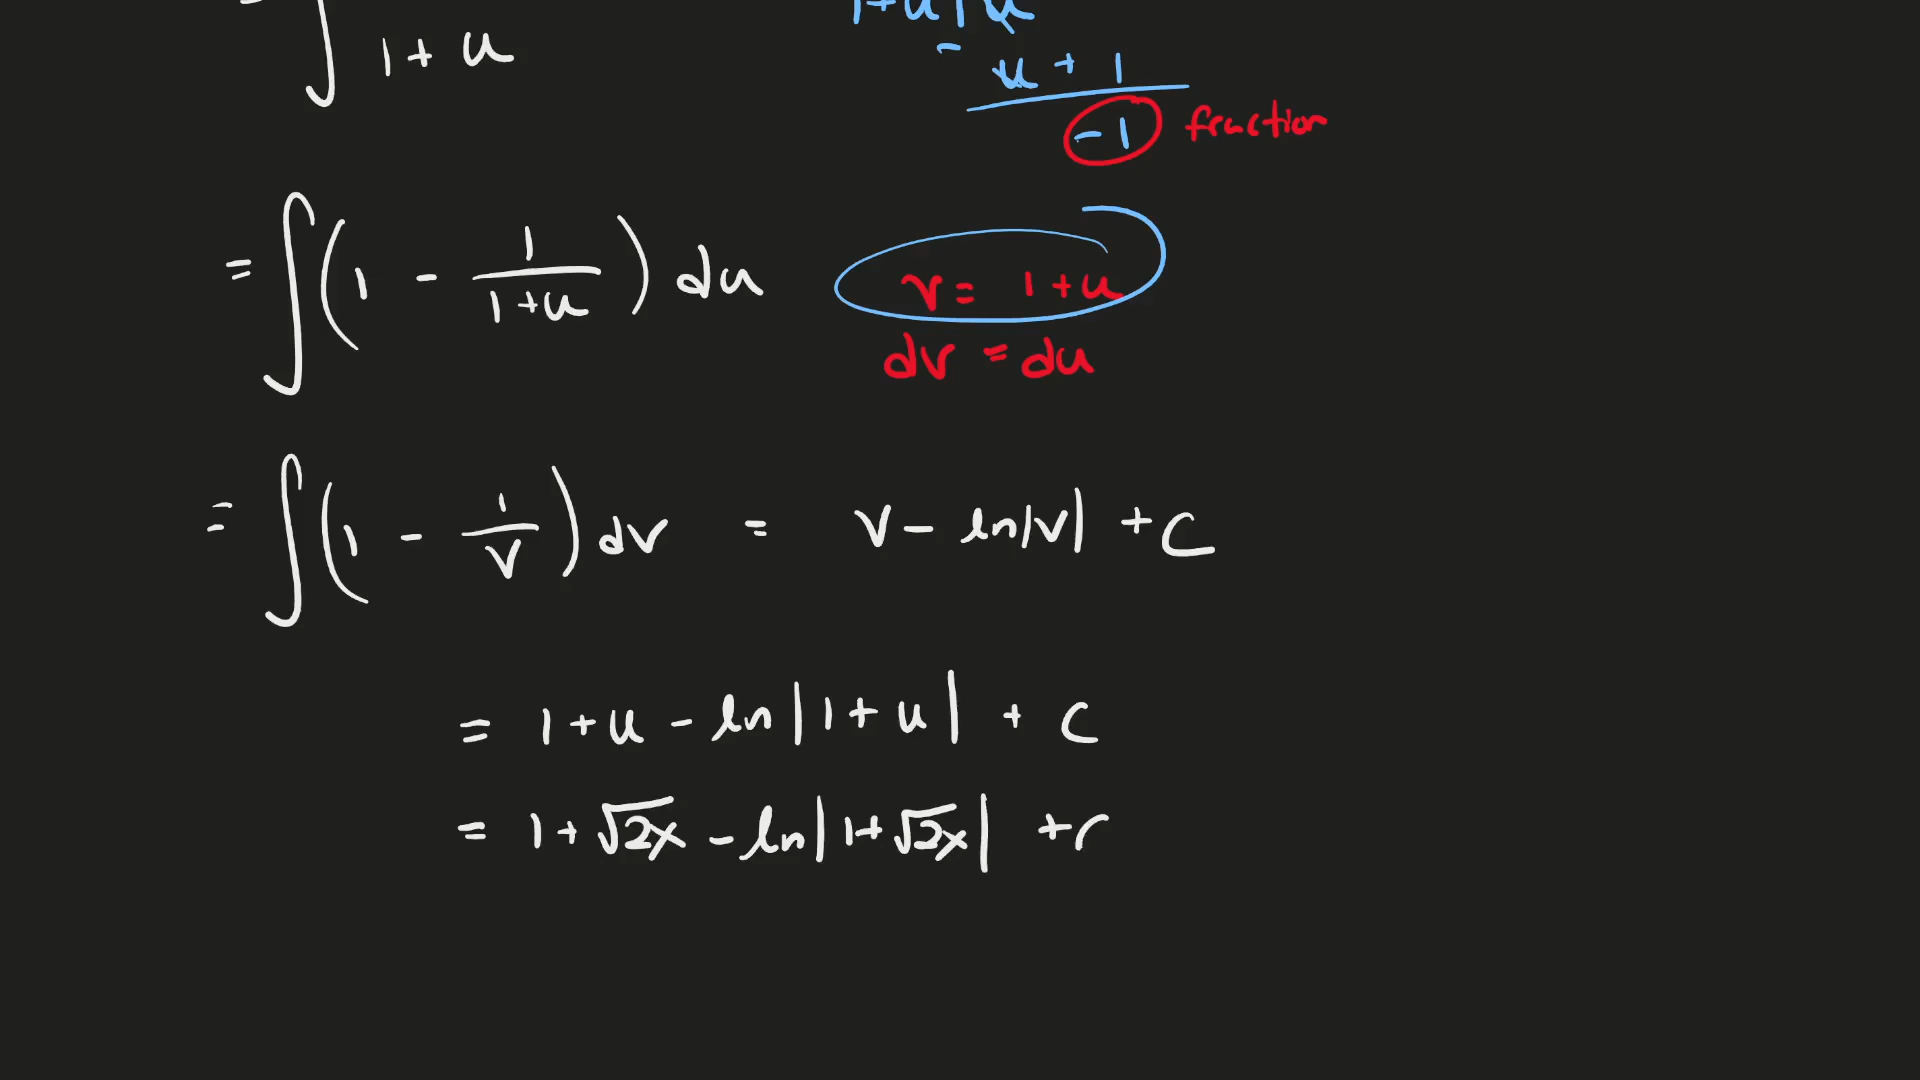 = ∫ 1 + u
1+u | u
- u + 1
-1 fraction
= ∫ (1 - 1/(1+u)) du
v = 1+u
dv = du
= ∫ (1 - 1/v) dv = v - ln|v| + C
= 1+u - ln|1+u| + C
= 1+√2x - ln|1+√2x| + c